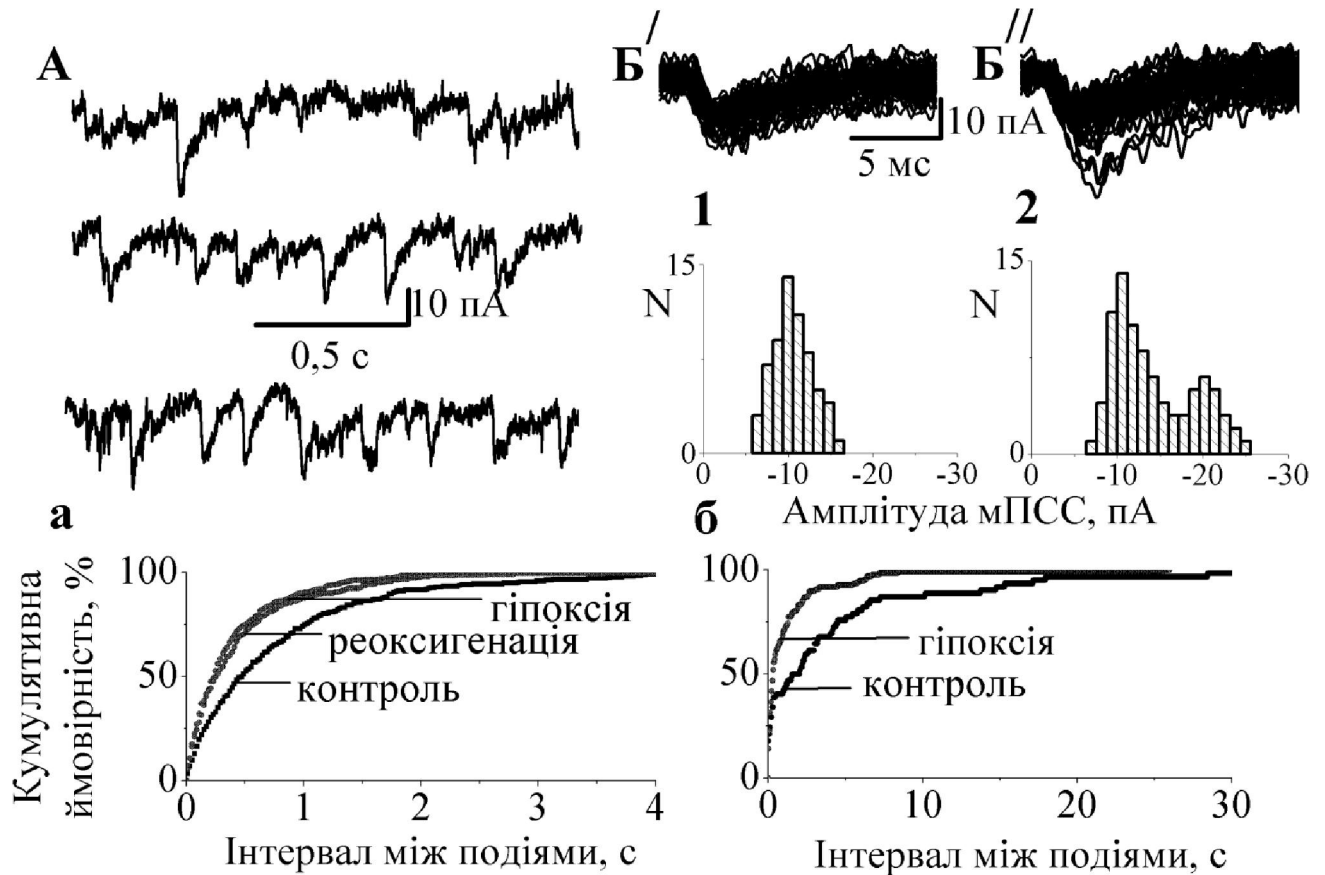 А
Б/
Б//
10 пА
5 мс
10 пА
0,5 с
1
2
15
N
0
0
-10
-20
-30
15
N
0
0
-10
-20
-30
Амплітуда мПСС, пА
а
б
Кумулятивна
ймовірність, %
100
50
0
гіпоксія
реоксигенація
контроль
0
1
2
3
4
Інтервал між подіями, с
100
50
0
гіпоксія
контроль
0
10
20
30
Інтервал між подіями, с